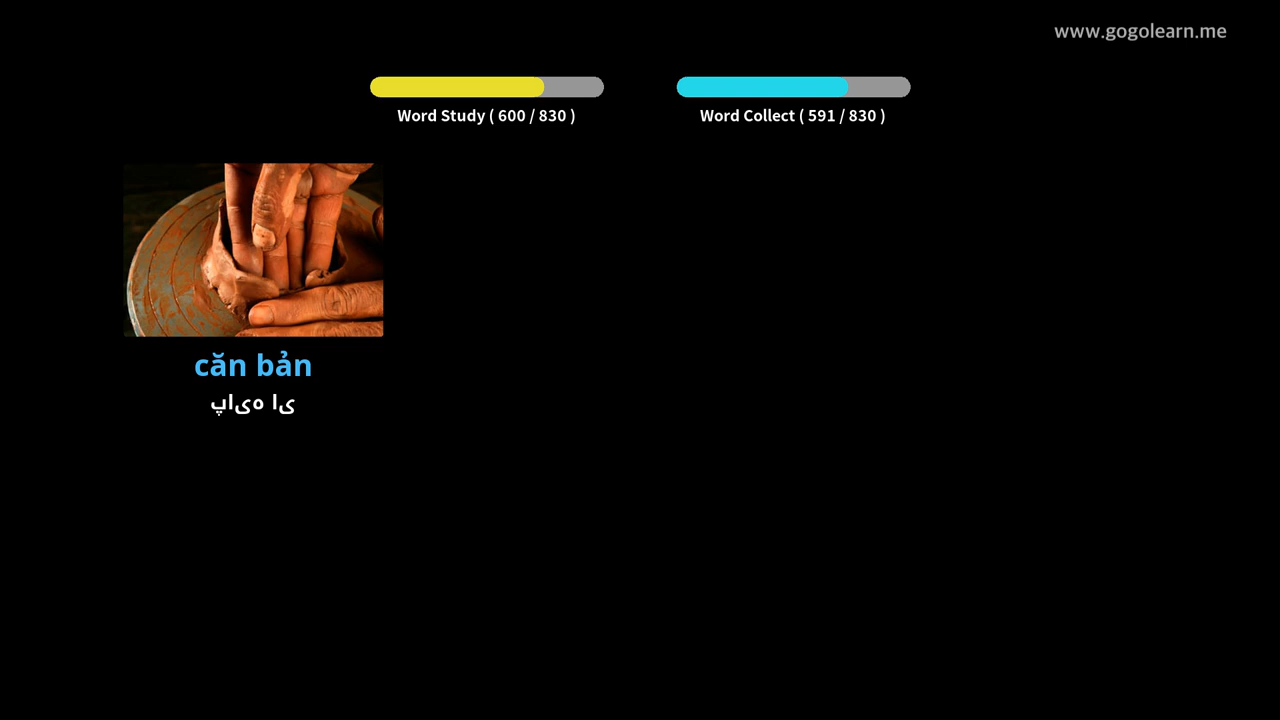 www.gogolearn.me
Word Study ( 600 / 830 )
Word Collect ( 591 / 830 )
căn bản
پایه ای